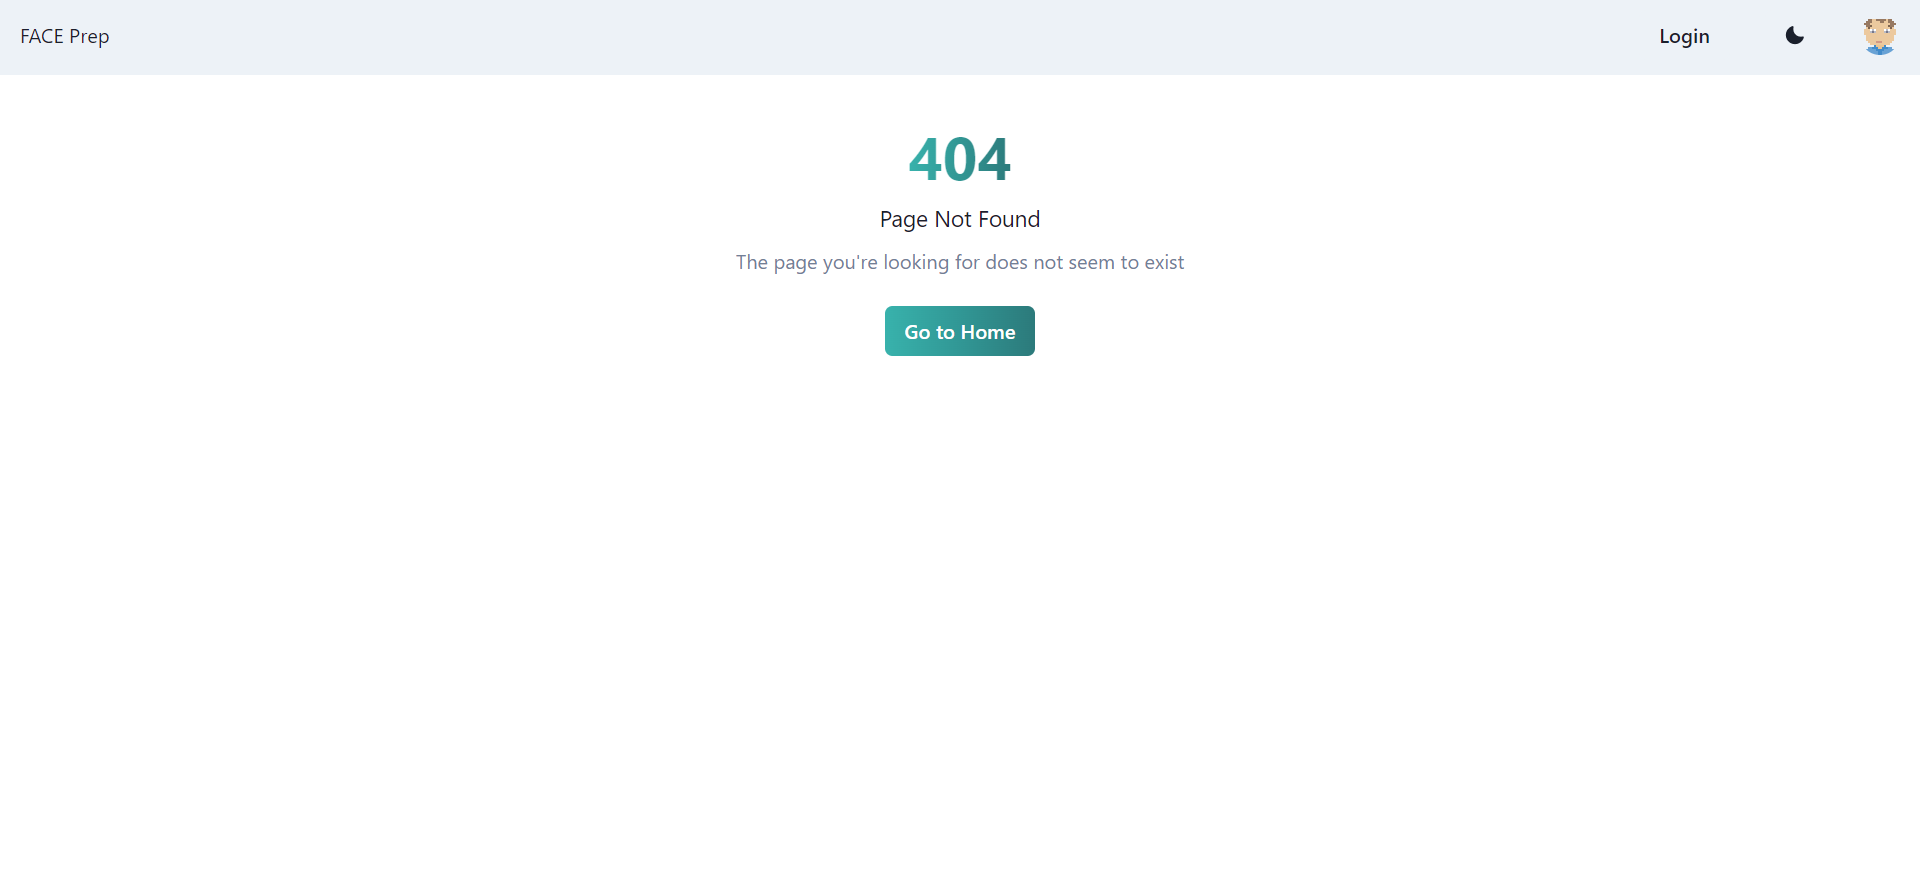 FACE Prep
Login
404
Page Not Found
The page you're looking for does not seem to exist
Go to Home